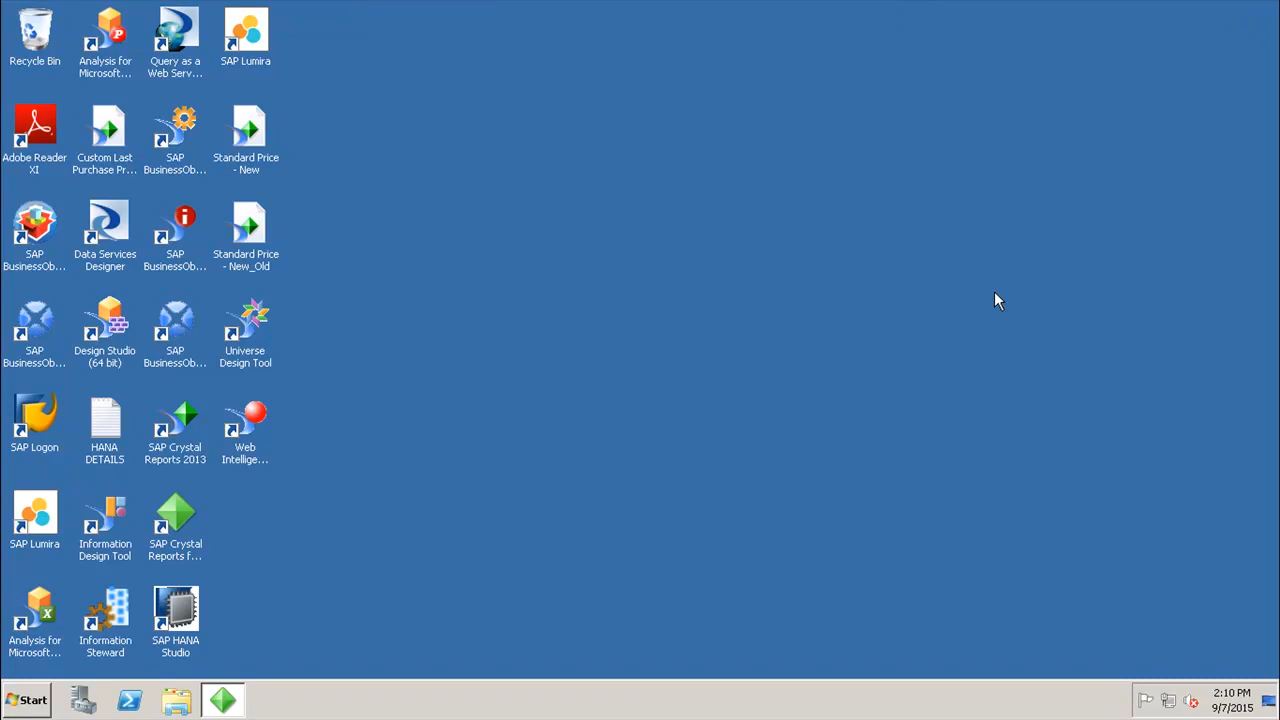 Recycle Bin
Analysis for
Microsoft...
Query as a
Web Serv...
SAP Lumira
Adobe Reader
XI
Custom Last
Purchase Pr...
SAP
BusinessOb...
Standard Price
- New
SAP
BusinessOb...
Data Services
Designer
SAP
BusinessOb...
Standard Price
- New_Old
SAP
BusinessOb...
Design Studio
(64 bit)
SAP
BusinessOb...
Universe
Design Tool
SAP Logon
HANA
DETAILS
SAP Crystal
Reports 2013
Web
Intellige...
SAP Lumira
Information
Design Tool
SAP Crystal
Reports f...
Analysis for
Microsoft...
Information
Steward
SAP HANA
Studio
Start
2:10 PM
9/7/2015